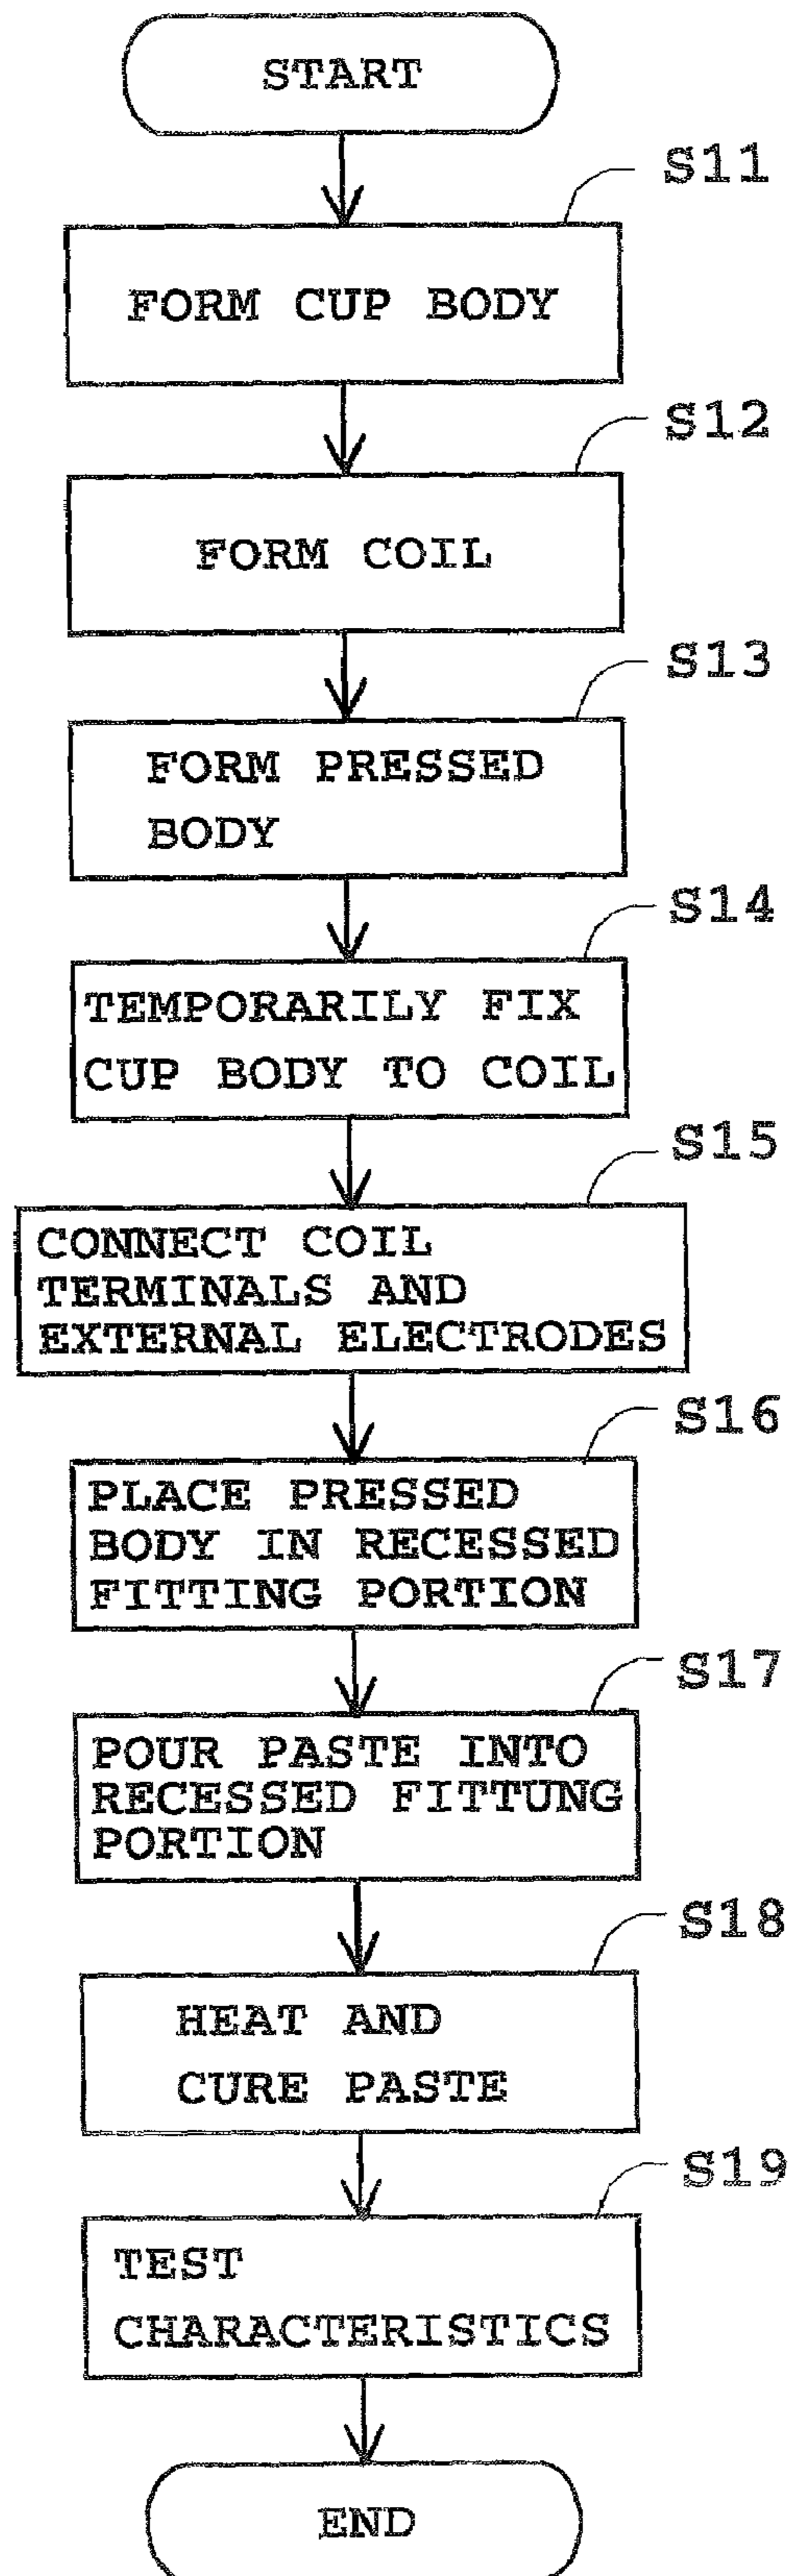 START
S11
FORM CUP BODY
S12
FORM COIL
S13
FORM PRESSED
BODY
S14
TEMPORARILY FIX
CUP BODY TO COIL
S15
CONNECT COIL
TERMINALS AND
EXTERNAL ELECTRODES
S16
PLACE PRESSED
BODY IN RECESSED
FITTING PORTION
S17
POUR PASTE INTO
RECESSED FITTUNG
PORTION
S18
HEAT AND
CURE PASTE
S19
TEST
CHARACTERISTICS
END